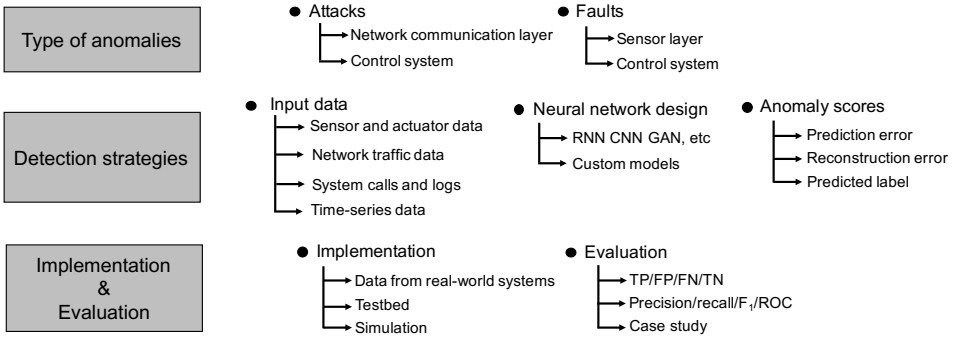 Type of anomalies
● Attacks
Network communication layer
Control system
● Faults
Sensor layer
Control system
Detection strategies
● Input data
Sensor and actuator data
Network traffic data
System calls and logs
Time-series data
● Neural network design
RNN CNN GAN, etc
Custom models
● Anomaly scores
Prediction error
Reconstruction error
Predicted label
Implementation
&
Evaluation
● Implementation
Data from real-world systems
Testbed
Simulation
● Evaluation
TP/FP/FN/TN
Precision/recall/F₁/ROC
Case study